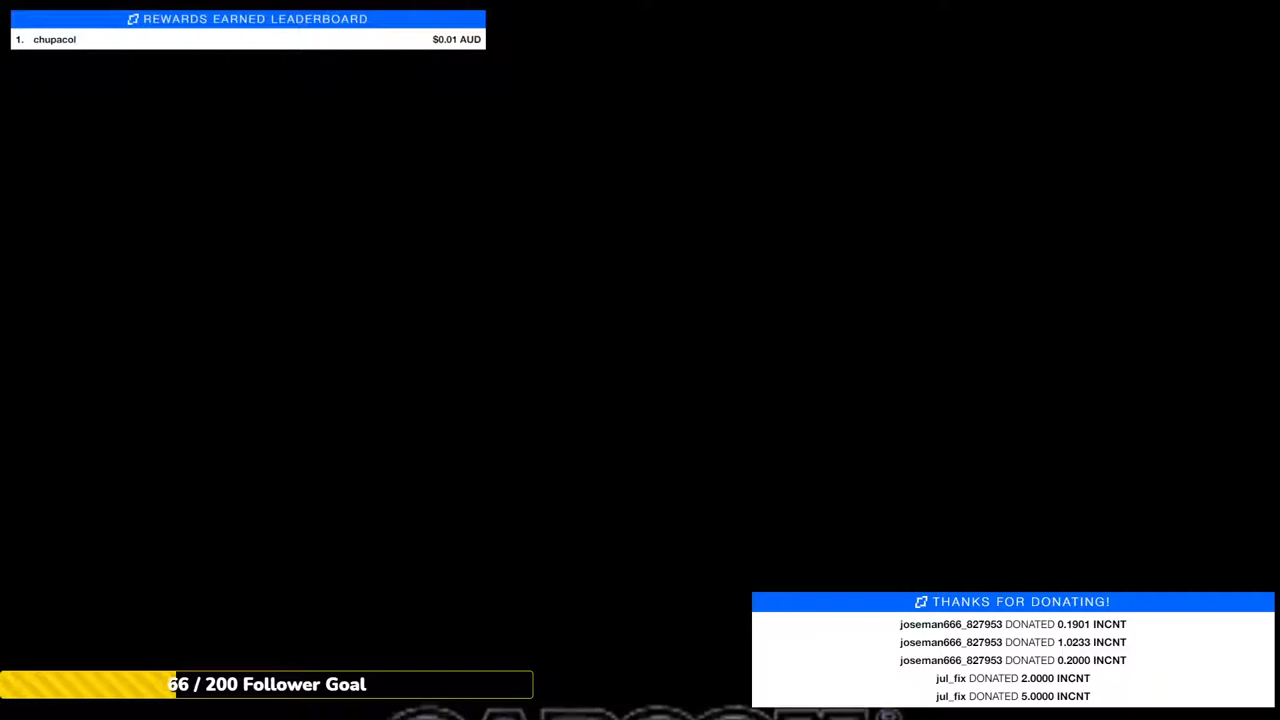 REWARDS EARNED LEADERBOARD
1. chupacol $0.01 AUD
THANKS FOR DONATING!
joseman666_827953 DONATED 0.1901 INCNT
joseman666_827953 DONATED 1.0233 INCNT
joseman666_827953 DONATED 0.2000 INCNT
jul_fix DONATED 2.0000 INCNT
jul_fix DONATED 5.0000 INCNT
66 / 200 Follower Goal